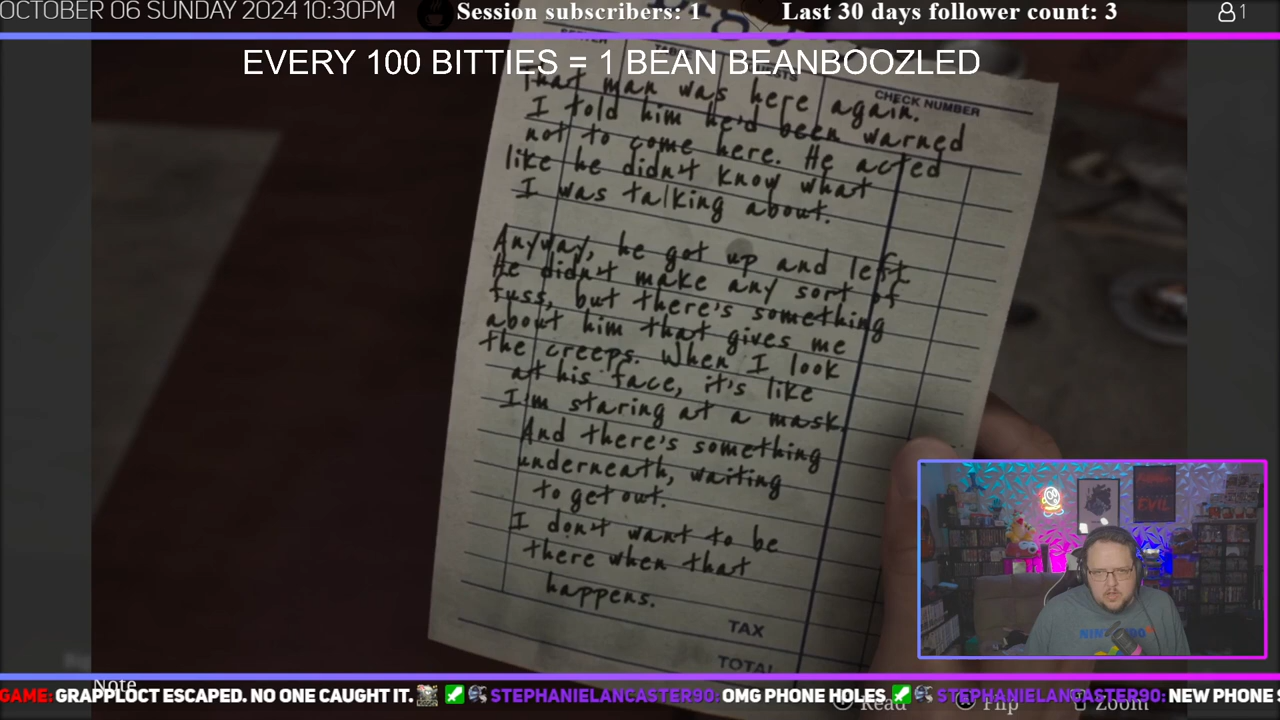 OCTOBER 06 SUNDAY 2024 10:30PM
Session subscribers: 1
Last 30 days follower count: 3
1
EVERY 100 BITTIES = 1 BEAN BEANBOOZLED
CHECK NUMBER
That man was here again.
I told him he'd been warned
not to come here. He acted
like he didn't know what
I was talking about.
Anyway, he got up and left
He didn't make any sort of
fuss, but there's something
about him that gives me
the creeps. When I look
at his face, it's like
I'm staring at a mask.
And there's something
underneath, waiting
to get out.
I don't want to be
there when that
happens.
TAX
TOTAL
EVIL
Note
Read
Flip
Zoom
GAME: GRAPPLOCT ESCAPED. NO ONE CAUGHT IT. STEPHANIELANCASTER90: OMG PHONE HOLES STEPHANIELANCASTER90: NEW PHONE S